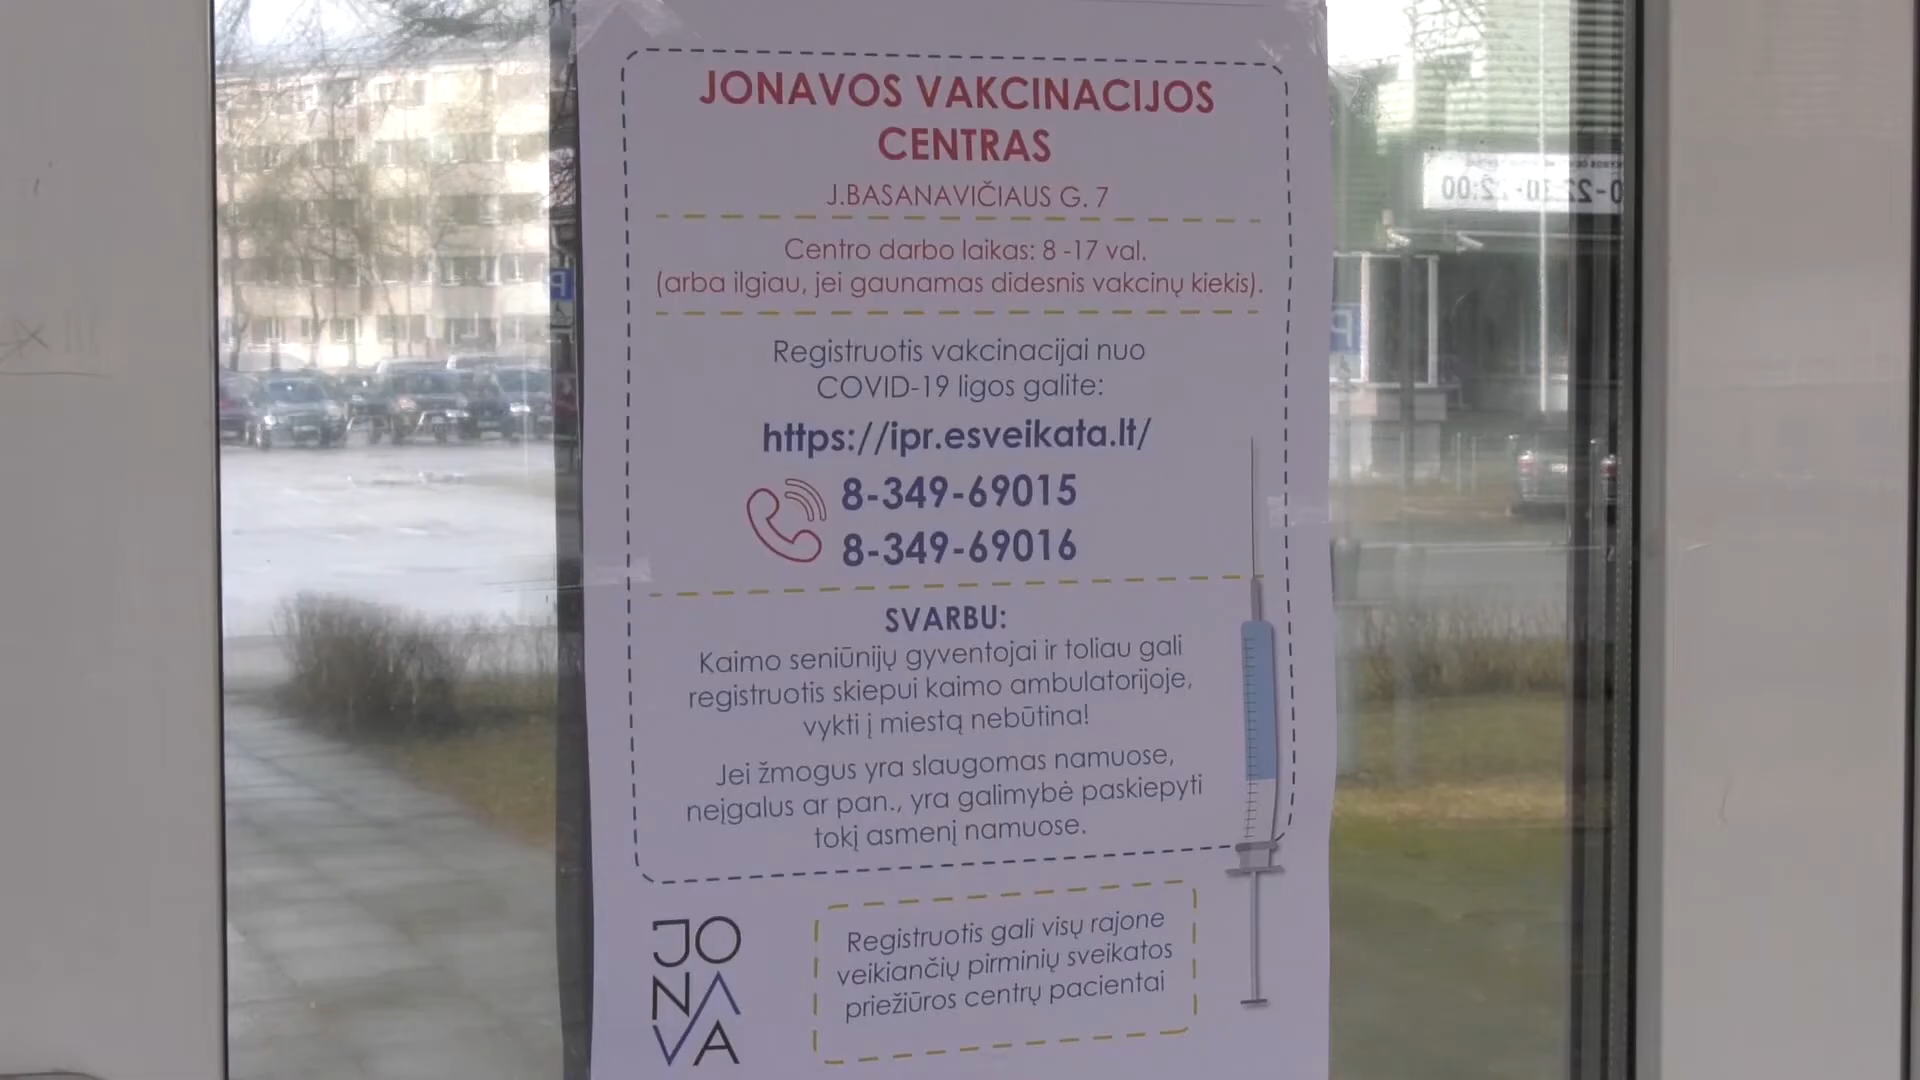 JONAVOS VAKCINACIJOS
CENTRAS
J.BASANAVIČIAUS G. 7
Centro darbo laikas: 8 -17 val.
(arba ilgiau, jei gaunamas didesnis vakcinų kiekis).
Registruotis vakcinacijai nuo
COVID-19 ligos galite:
https://ipr.esveikata.lt/
8-349-69015
8-349-69016
SVARBU:
Kaimo seniūnijų gyventojai ir toliau gali
registruotis skiepui kaimo ambulatorijoje,
vykti į miestą nebūtina!
Jei žmogus yra slaugomas namuose,
neįgalus ar pan., yra galimybė paskiepyti
tokį asmenį namuose.
JO
NA
VA
Registruotis gali visų rajone
veikiančių pirminių sveikatos
priežiūros centrų pacientai
P
P